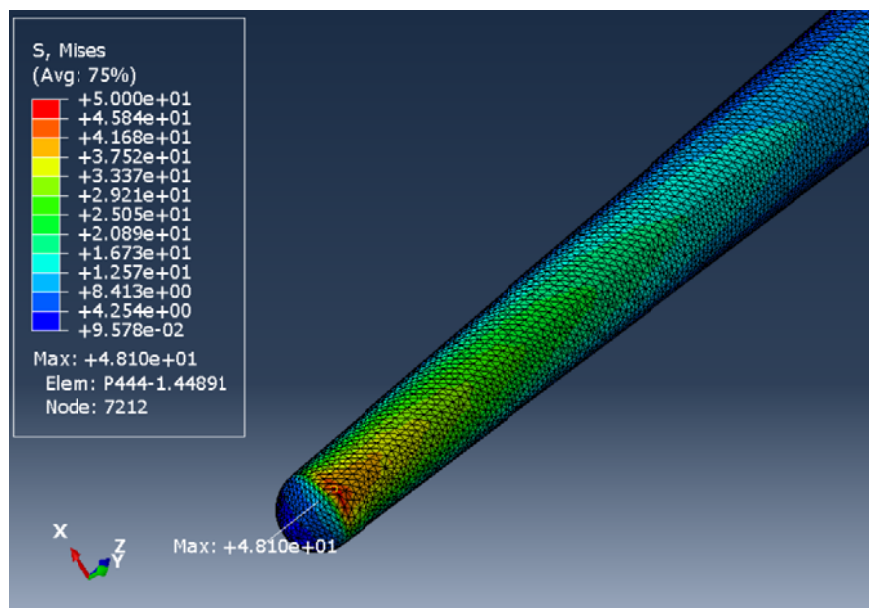 S, Mises
(Avg: 75%)
+5.000e+01
+4.584e+01
+4.168e+01
+3.752e+01
+3.337e+01
+2.921e+01
+2.505e+01
+2.089e+01
+1.673e+01
+1.257e+01
+8.413e+00
+4.254e+00
+9.578e-02
Max: +4.810e+01
Elem: P444-1.44891
Node: 7212
Max: +4.810e+01
X
Z
Y